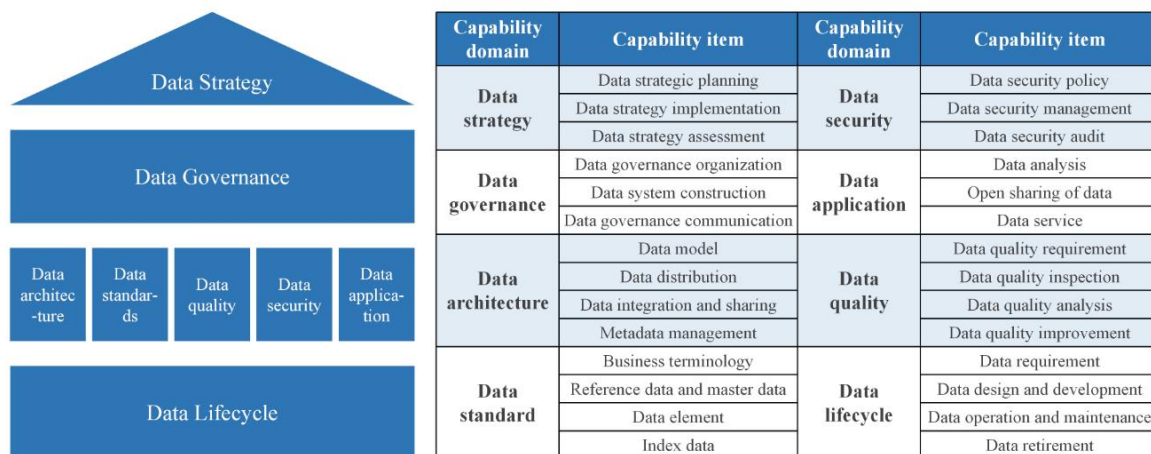 Data Strategy
Data Governance
Data
architec
-ture
Data
standar-
ds
Data
quality
Data
security
Data
applica-
tion
Data Lifecycle
Capability
domain
Capability item
Capability
domain
Capability item
Data
strategy
Data strategic planning
Data strategy implementation
Data strategy assessment
Data
security
Data security policy
Data security management
Data security audit
Data
governance
Data governance organization
Data system construction
Data governance communication
Data
application
Data analysis
Open sharing of data
Data service
Data
architecture
Data model
Data distribution
Data integration and sharing
Metadata management
Data
quality
Data quality requirement
Data quality inspection
Data quality analysis
Data quality improvement
Data
standard
Business terminology
Reference data and master data
Data element
Index data
Data
lifecycle
Data requirement
Data design and development
Data operation and maintenance
Data retirement